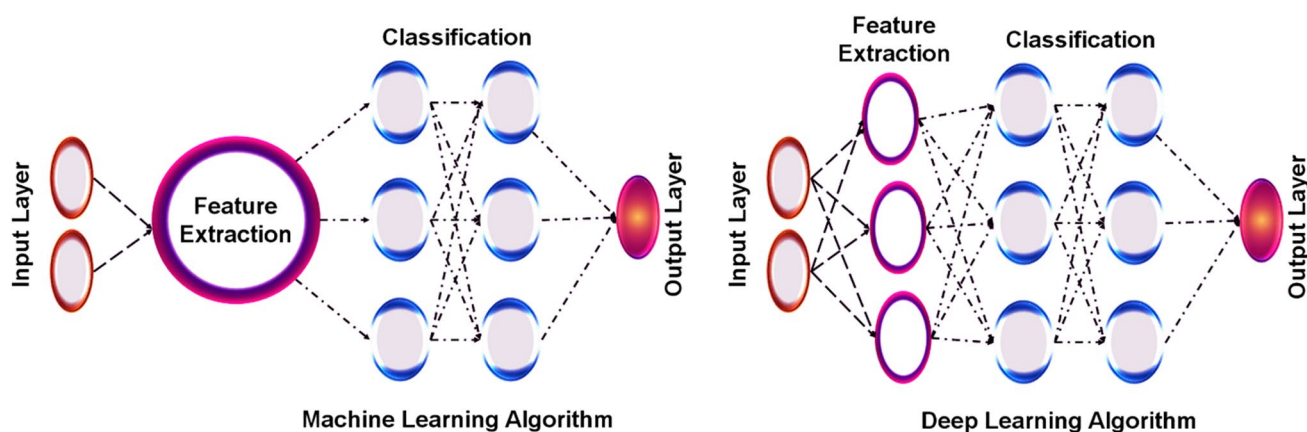 Classification
Input Layer
Feature
Extraction
Output Layer
Machine Learning Algorithm
Feature
Extraction
Classification
Input Layer
Output Layer
Deep Learning Algorithm